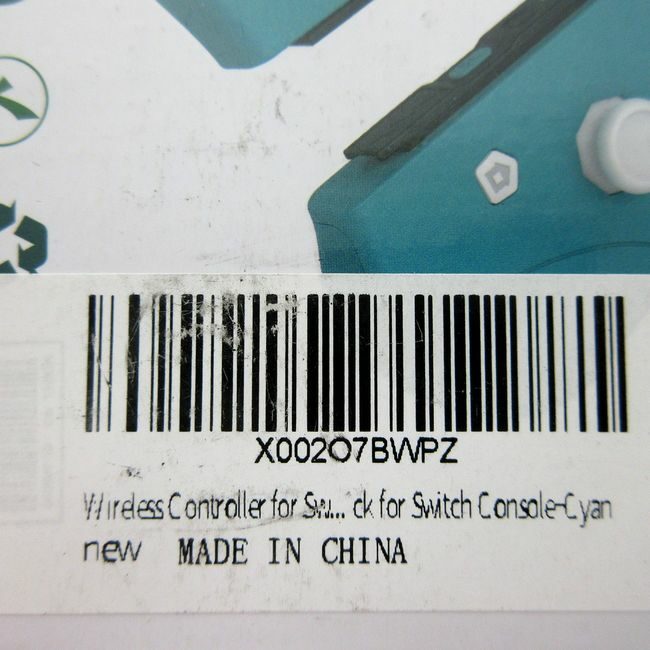 X002O7BWPZ
Wireless Controller for Sw... ck for Switch Console-Cyan
new MADE IN CHINA